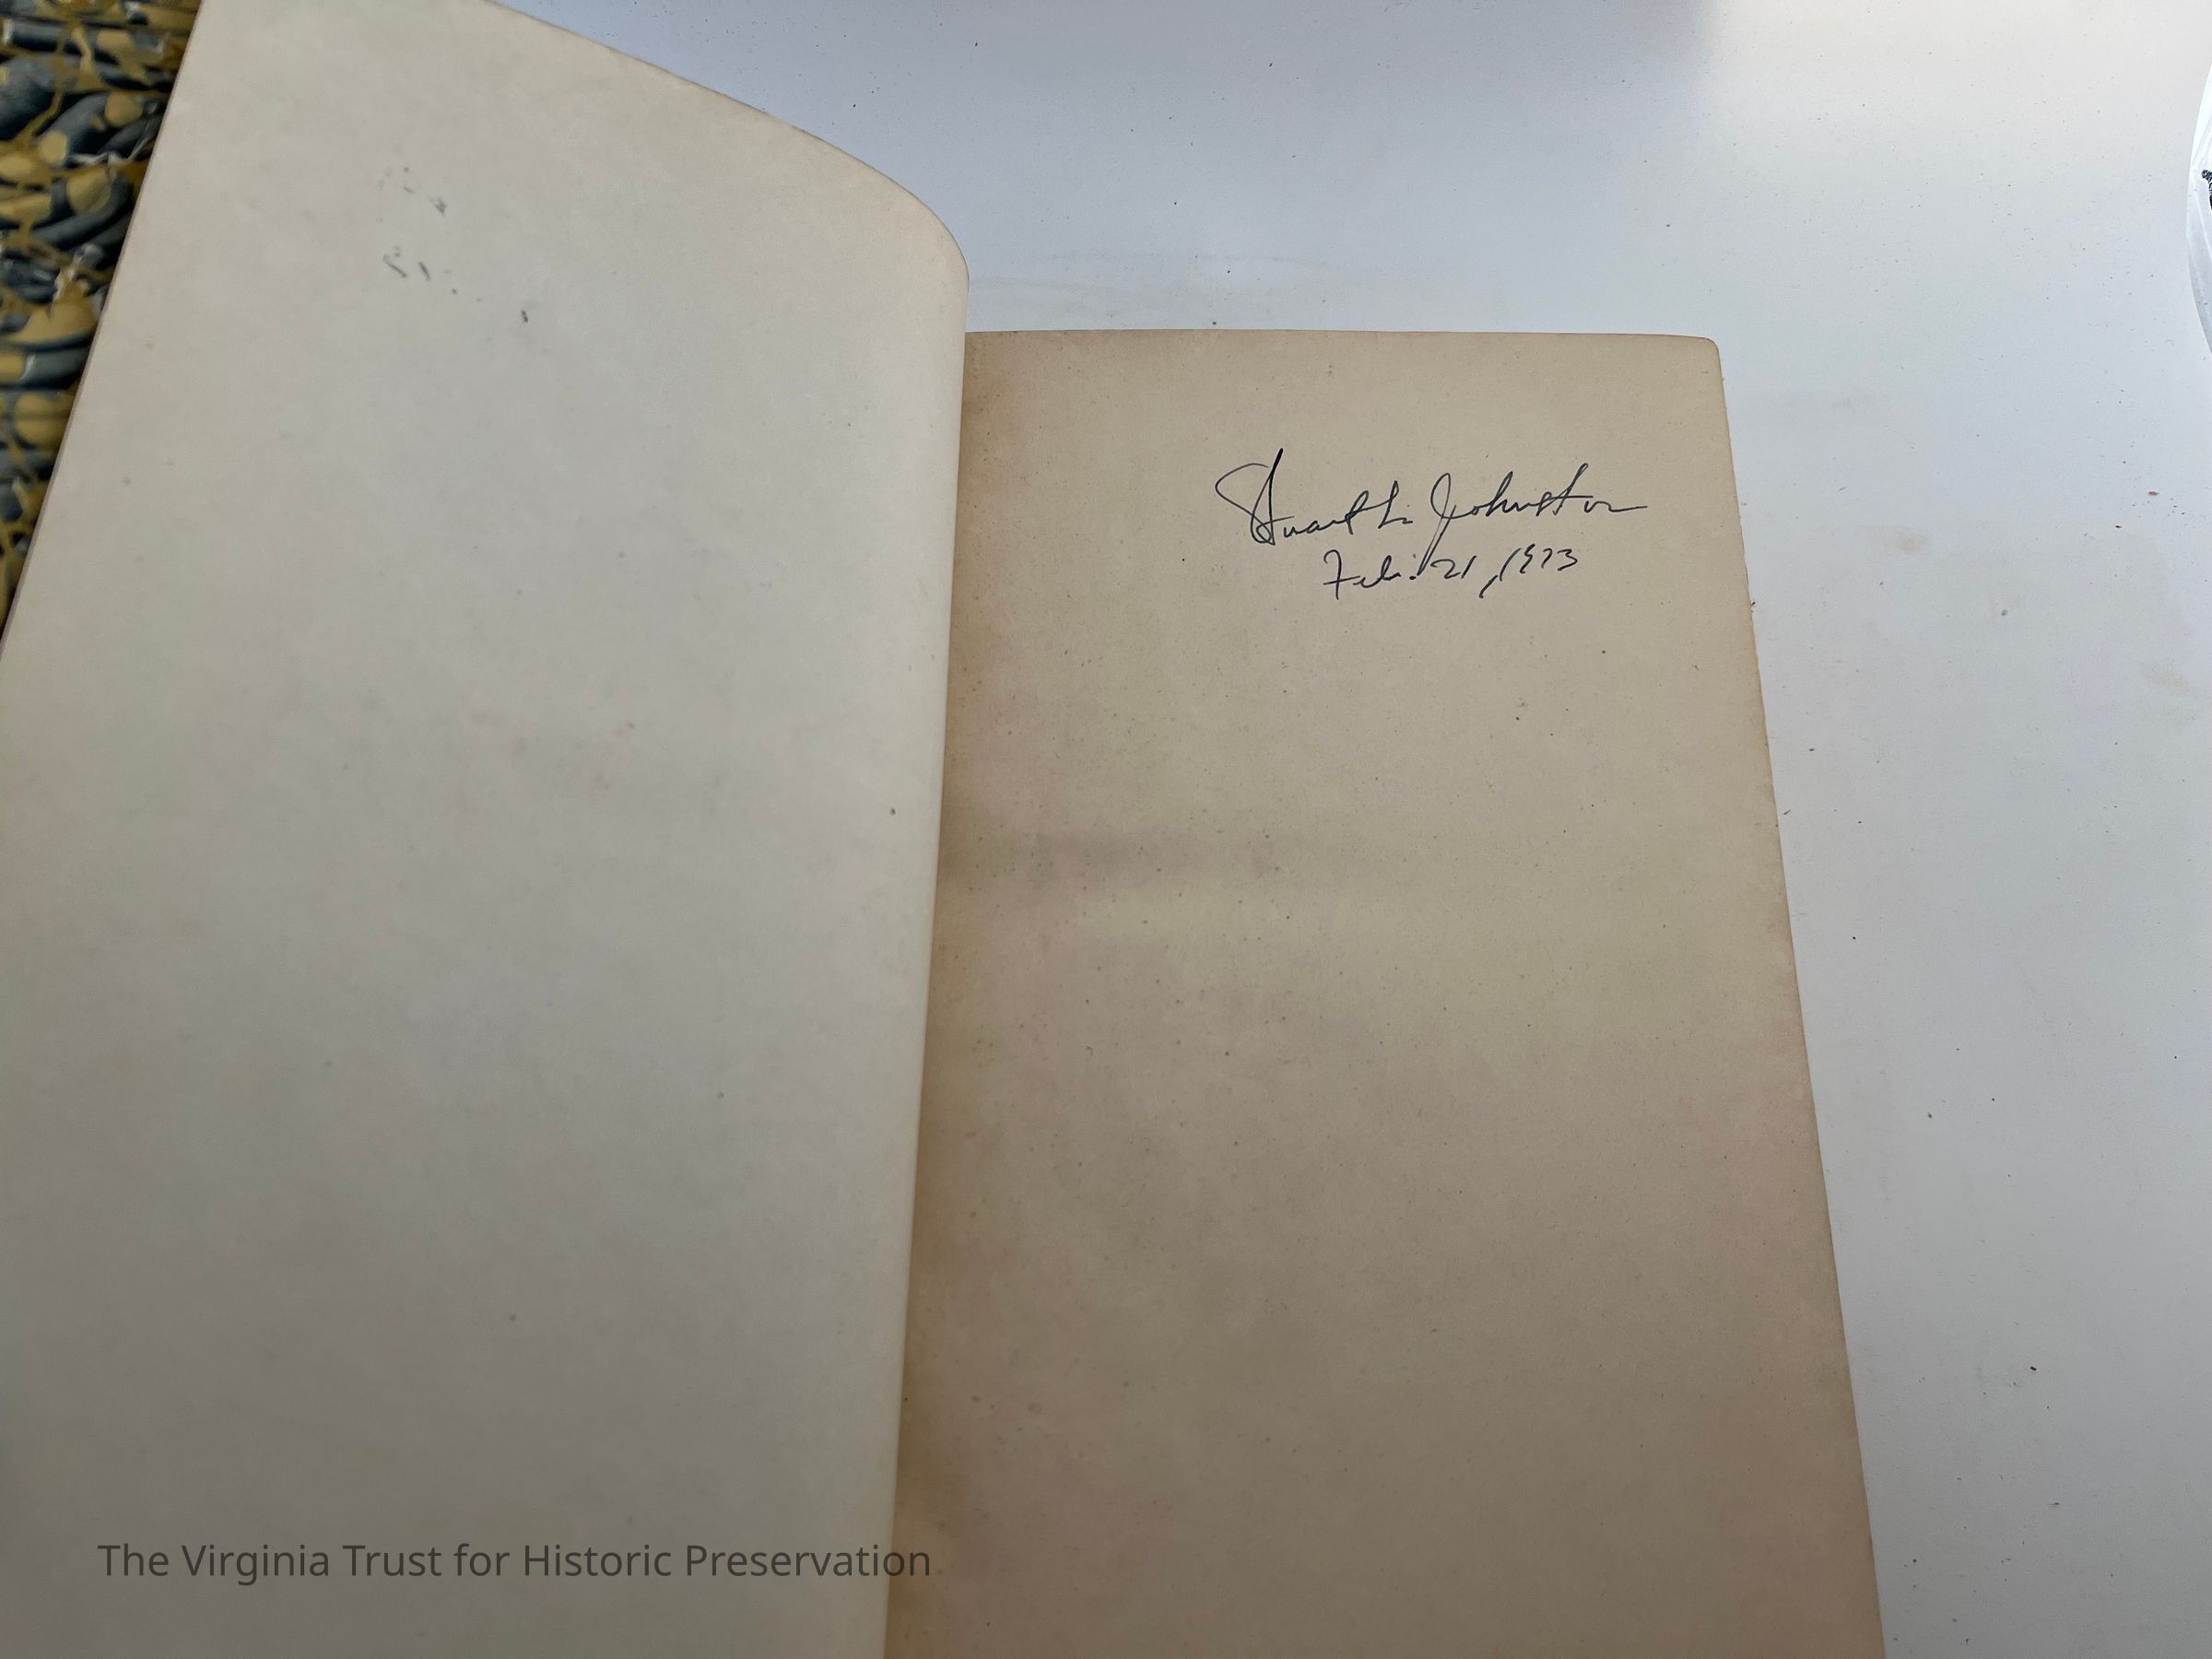 Stuart L. Johnston
Feb. 21, 1973
The Virginia Trust for Historic Preservation